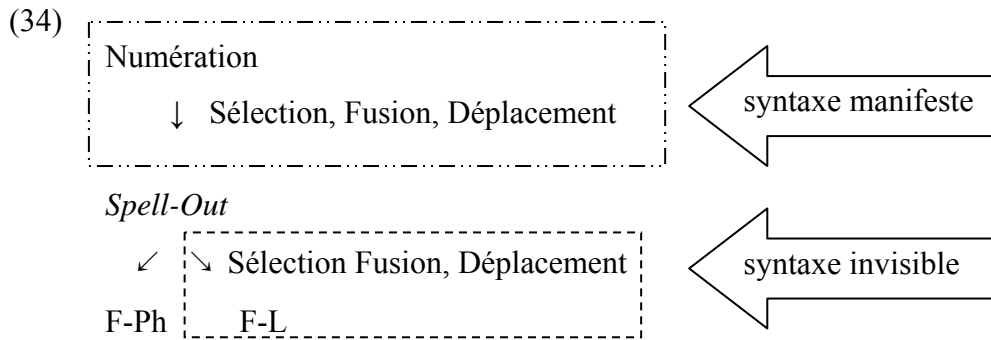 (34)
Numération
↓ Sélection, Fusion, Déplacement
syntaxe manifeste
Spell-Out
↙ ↘ Sélection Fusion, Déplacement
syntaxe invisible
F-Ph F-L